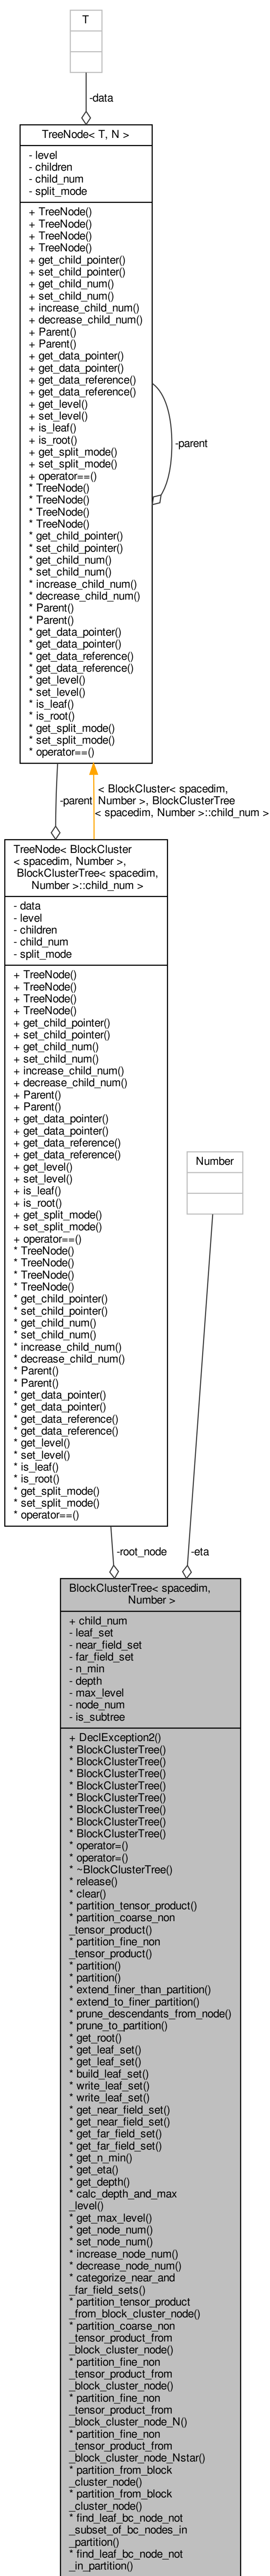 T
-data
TreeNode< T, N >
- level
- children
- child_num
- split_mode
+ TreeNode()
+ TreeNode()
+ TreeNode()
+ TreeNode()
+ get_child_pointer()
+ set_child_pointer()
+ get_child_num()
+ set_child_num()
+ increase_child_num()
+ decrease_child_num()
+ Parent()
+ Parent()
+ get_data_pointer()
+ get_data_pointer()
+ get_data_reference()
+ get_data_reference()
+ get_level()
+ set_level()
+ is_leaf()
+ is_root()
+ get_split_mode()
+ set_split_mode()
+ operator==()
* TreeNode()
* TreeNode()
* TreeNode()
* TreeNode()
* get_child_pointer()
* set_child_pointer()
* get_child_num()
* set_child_num()
* increase_child_num()
* decrease_child_num()
* Parent()
* Parent()
* get_data_pointer()
* get_data_pointer()
* get_data_reference()
* get_data_reference()
* get_level()
* set_level()
* is_leaf()
* is_root()
* get_split_mode()
* set_split_mode()
* operator==()
-parent
-parent
< BlockCluster< spacedim,
Number >, BlockClusterTree
< spacedim, Number >::child_num >
TreeNode< BlockCluster
< spacedim, Number >,
BlockClusterTree< spacedim,
Number >::child_num >
- data
- level
- children
- child_num
- split_mode
+ TreeNode()
+ TreeNode()
+ TreeNode()
+ TreeNode()
+ get_child_pointer()
+ set_child_pointer()
+ get_child_num()
+ set_child_num()
+ increase_child_num()
+ decrease_child_num()
+ Parent()
+ Parent()
+ get_data_pointer()
+ get_data_pointer()
+ get_data_reference()
+ get_data_reference()
+ get_level()
+ set_level()
+ is_leaf()
+ is_root()
+ get_split_mode()
+ set_split_mode()
+ operator==()
* TreeNode()
* TreeNode()
* TreeNode()
* TreeNode()
* get_child_pointer()
* set_child_pointer()
* get_child_num()
* set_child_num()
* increase_child_num()
* decrease_child_num()
* Parent()
* Parent()
* get_data_pointer()
* get_data_pointer()
* get_data_reference()
* get_data_reference()
* get_level()
* set_level()
* is_leaf()
* is_root()
* get_split_mode()
* set_split_mode()
* operator==()
Number
-root_node
-eta
BlockClusterTree< spacedim,
Number >
+ child_num
- leaf_set
- near_field_set
- far_field_set
- n_min
- depth
- max_level
- node_num
- is_subtree
+ DeclException2()
* BlockClusterTree()
* BlockClusterTree()
* BlockClusterTree()
* BlockClusterTree()
* BlockClusterTree()
* BlockClusterTree()
* BlockClusterTree()
* BlockClusterTree()
* operator=()
* operator=()
* ~BlockClusterTree()
* release()
* clear()
* partition_tensor_product()
* partition_coarse_non
_tensor_product()
* partition_fine_non
_tensor_product()
* partition()
* partition()
* extend_finer_than_partition()
* extend_to_finer_partition()
* prune_descendants_from_node()
* prune_to_partition()
* get_root()
* get_leaf_set()
* get_leaf_set()
* build_leaf_set()
* write_leaf_set()
* write_leaf_set()
* get_near_field_set()
* get_near_field_set()
* get_far_field_set()
* get_far_field_set()
* get_n_min()
* get_eta()
* get_depth()
* calc_depth_and_max
_level()
* get_max_level()
* get_node_num()
* set_node_num()
* increase_node_num()
* decrease_node_num()
* categorize_near_and
_far_field_sets()
* partition_tensor_product
_from_block_cluster_node()
* partition_coarse_non
_tensor_product_from
_block_cluster_node()
* partition_fine_non
_tensor_product_from
_block_cluster_node()
* partition_fine_non
_tensor_product_from
_block_cluster_node_N()
* partition_fine_non
_tensor_product_from
_block_cluster_node_Nstar()
* partition_from_block
_cluster_node()
* partition_from_block
_cluster_node()
* find_leaf_bc_node_not
_subset_of_bc_nodes_in
_partition()
* find_leaf_bc_node_not
_in_partition()